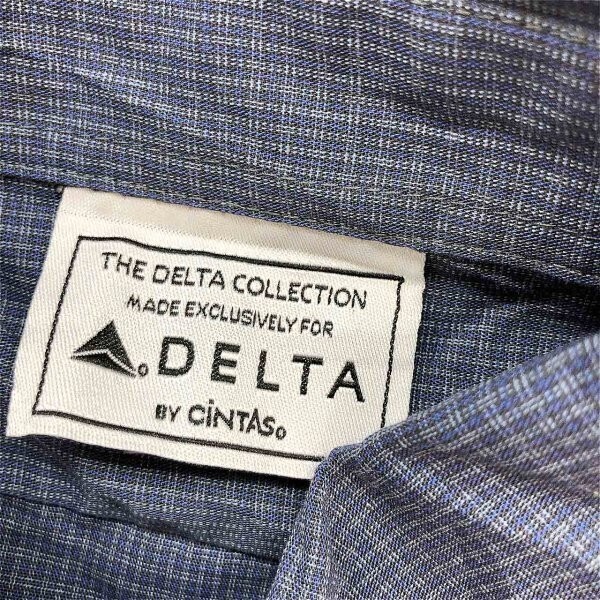 THE DELTA COLLECTION
MADE EXCLUSIVELY FOR
DELTA
BY CiNTAS®